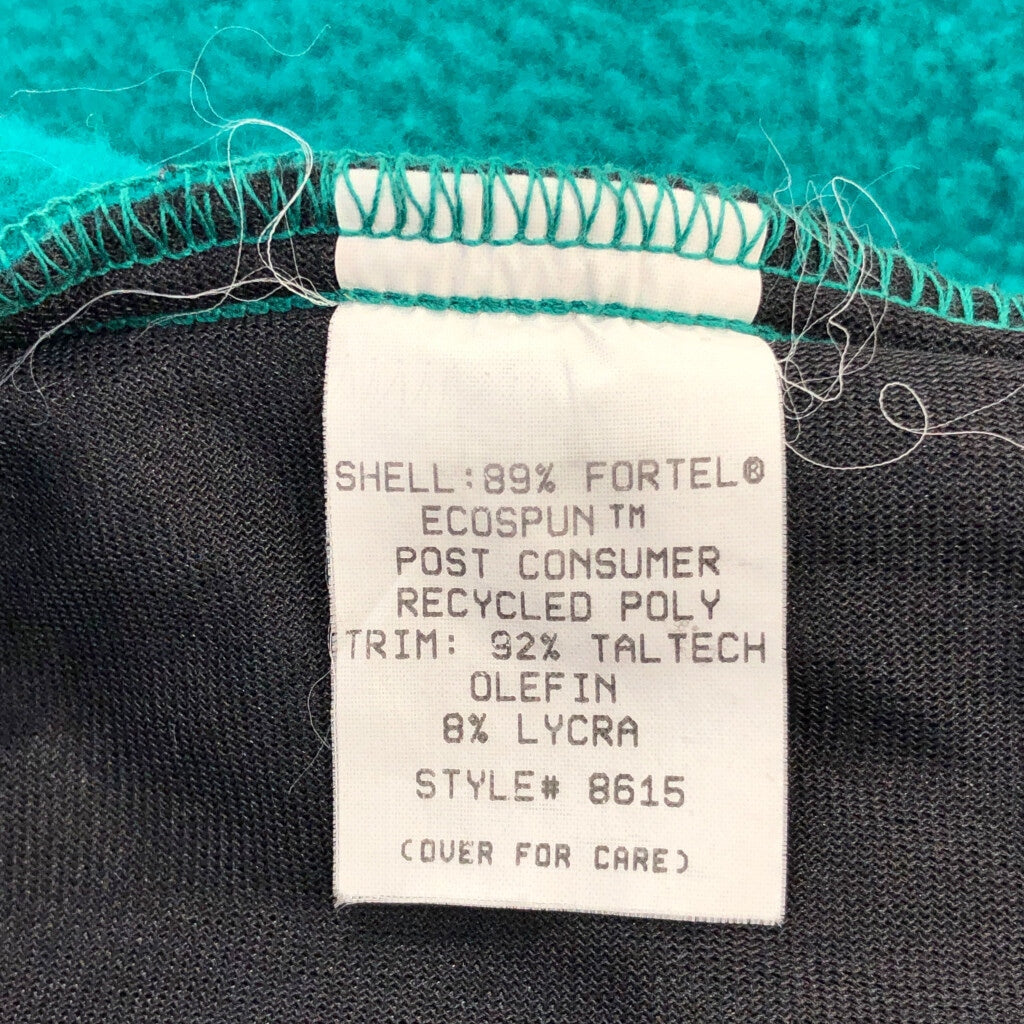 SHELL:89% FORTEL®
ECOSPUN™
POST CONSUMER
RECYCLED POLY
TRIM: 92% TALTECH
OLEFIN
8% LYCRA
STYLE# 8615
(OVER FOR CARE)